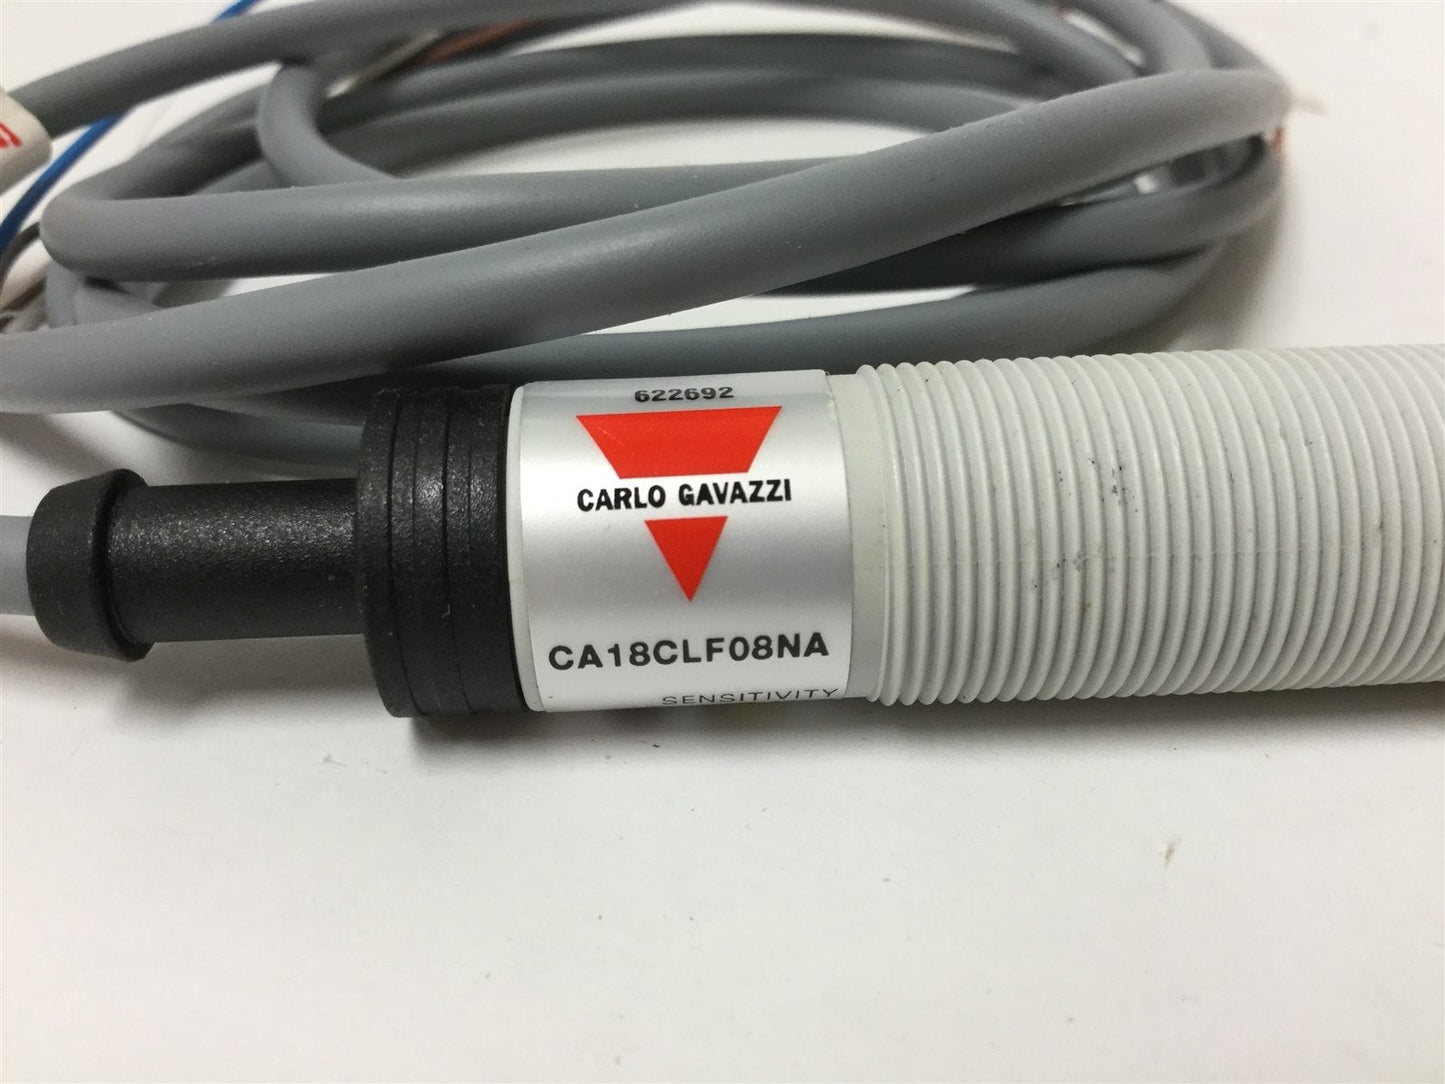 622692
CARLO GAVAZZI
CA18CLF08NA
SENSITIVITY